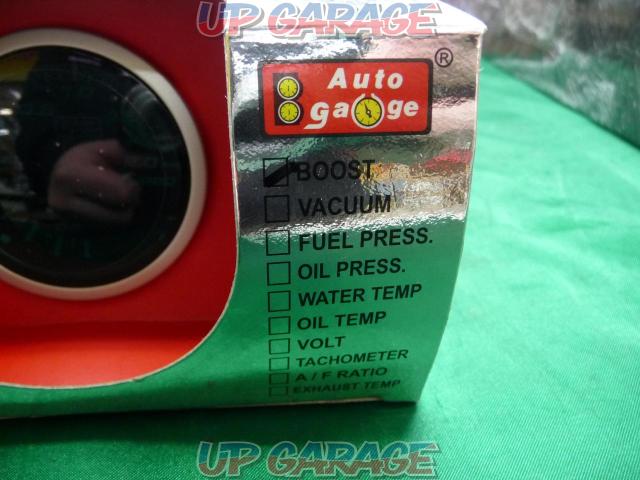 UP GARAGE
Auto
gauge
®
BOOST
VACUUM
FUEL PRESS.
OIL PRESS.
WATER TEMP
OIL TEMP
VOLT
TACHOMETER
A / F RATIO
EXHAUST TEMP
UP GARAGE